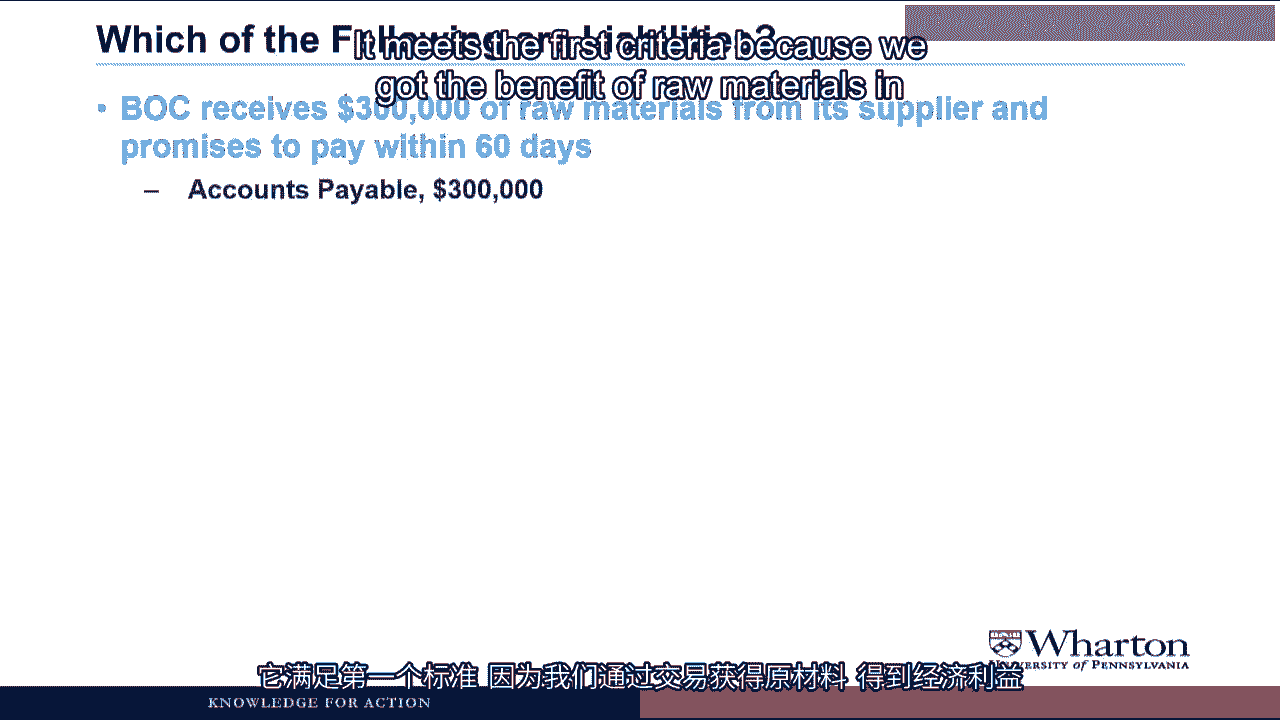 Which of the Following are Liabilities?
It meets the first criteria because we
got the benefit of raw materials in
• BOC receives $300,000 of raw materials from its supplier and
promises to pay within 60 days
– Accounts Payable, $300,000
Wharton
UNIVERSITY of PENNSYLVANIA
它满足第一个标准 因为我们通过交易获得原材料 得到经济利益
KNOWLEDGE FOR ACTION